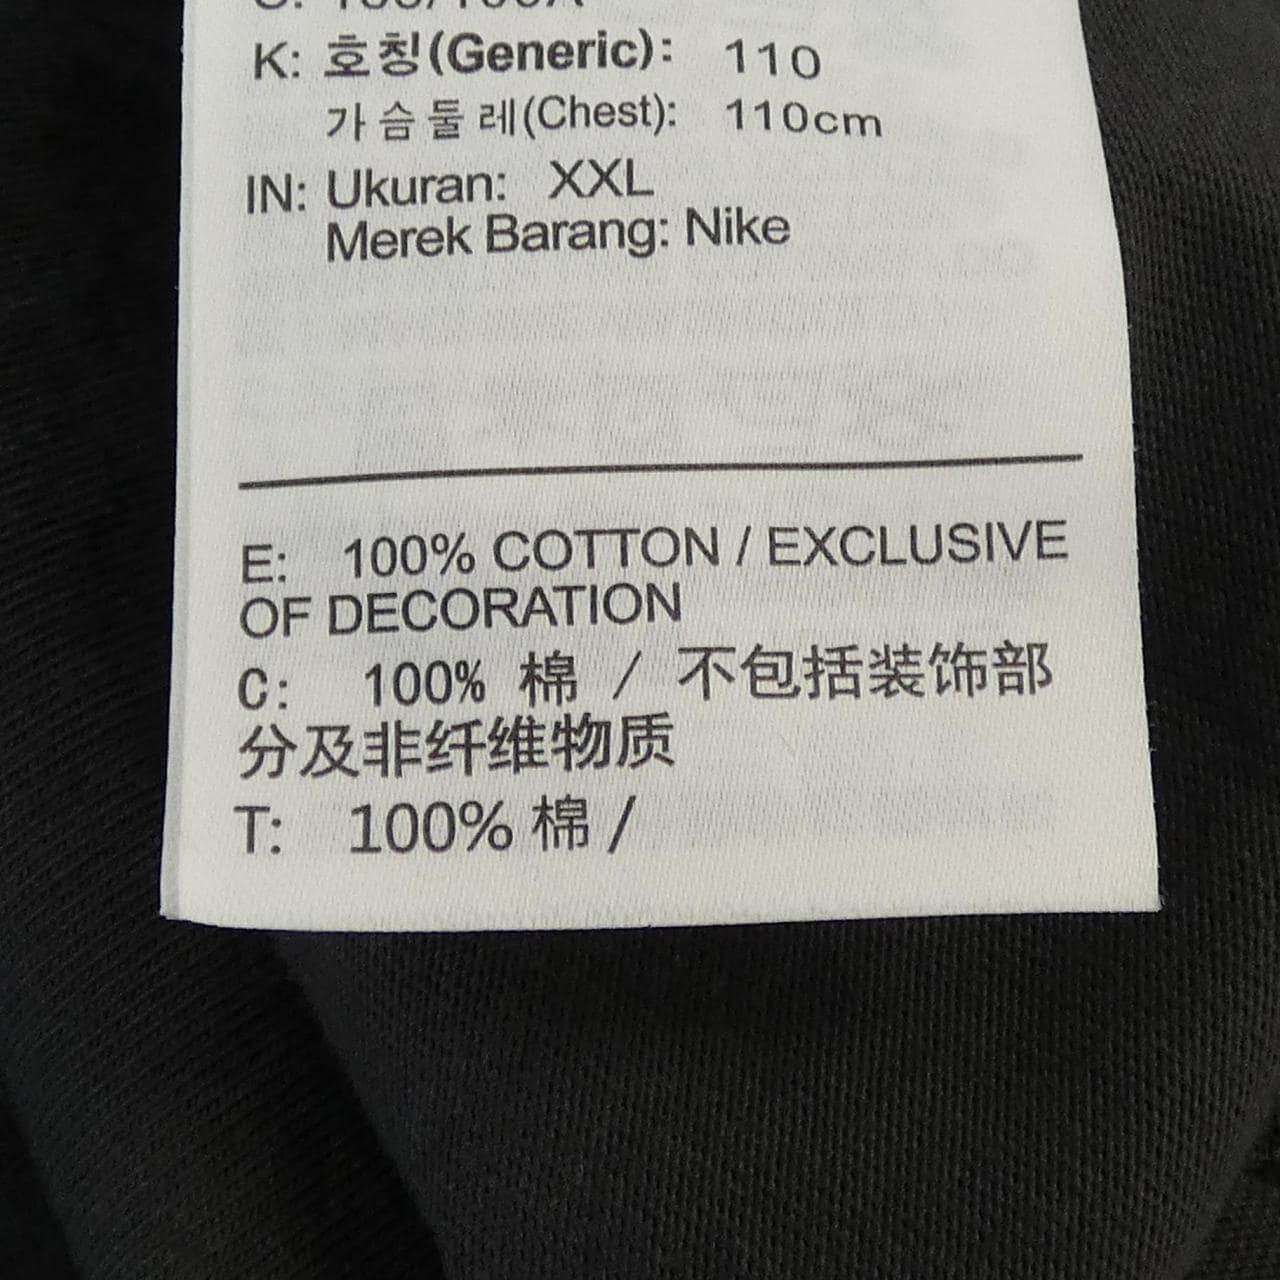 K: 호칭(Generic): 110
가슴둘레(Chest): 110cm
IN: Ukuran: XXL
Merek Barang: Nike
E: 100% COTTON / EXCLUSIVE
OF DECORATION
C: 100% 棉 / 不包括装饰部
分及非纤维物质
T: 100% 棉 /